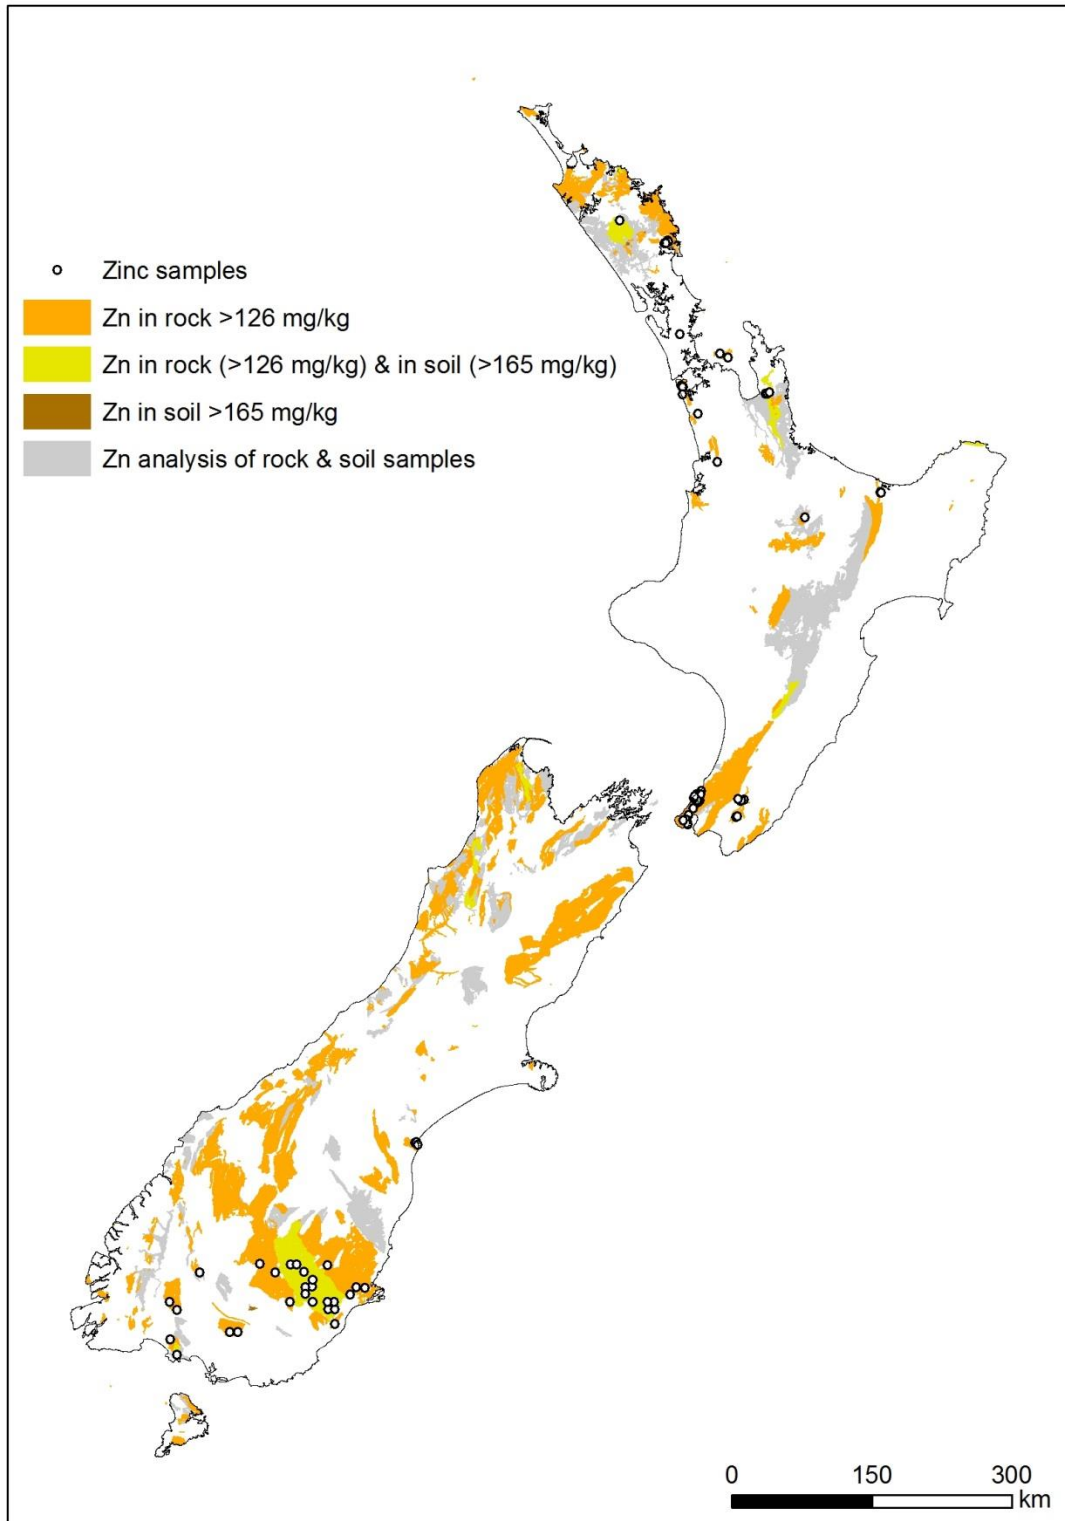 Zinc samples
Zn in rock >126 mg/kg
Zn in rock (>126 mg/kg) & in soil (>165 mg/kg)
Zn in soil >165 mg/kg
Zn analysis of rock & soil samples
0 150 300
km